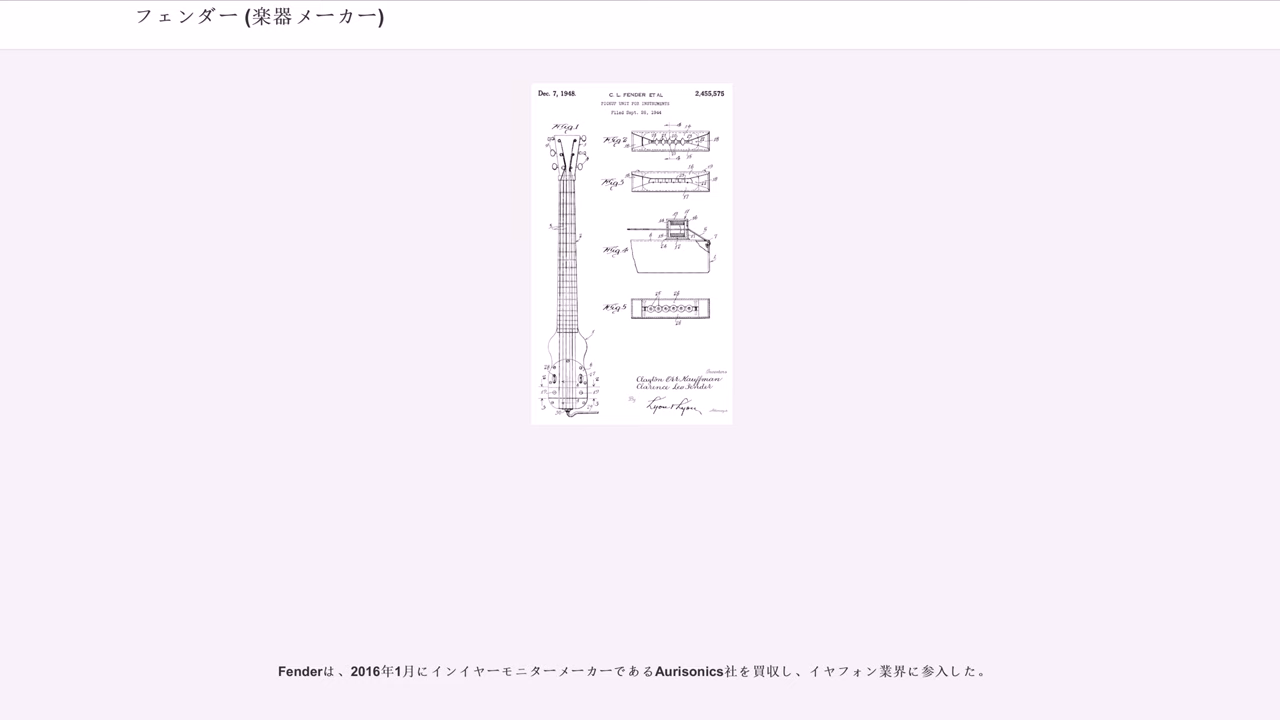 フェンダー (楽器メーカー)
Dec. 7, 1948.
C. L. FENDER ET AL
2,455,575
PICKUP UNIT FOR INSTRUMENTS
Filed Sept. 26, 1944
Fig. 1
Fig. 2
Fig. 3
Fig. 4
Fig. 5
Inventors
Clayton Orr Kauffman
Clarence Leo Fender
By
Lyon & Lyon
Attorneys
Fenderは、2016年1月にインイヤーモニターメーカーであるAurisonics社を買収し、イヤフォン業界に参入した。